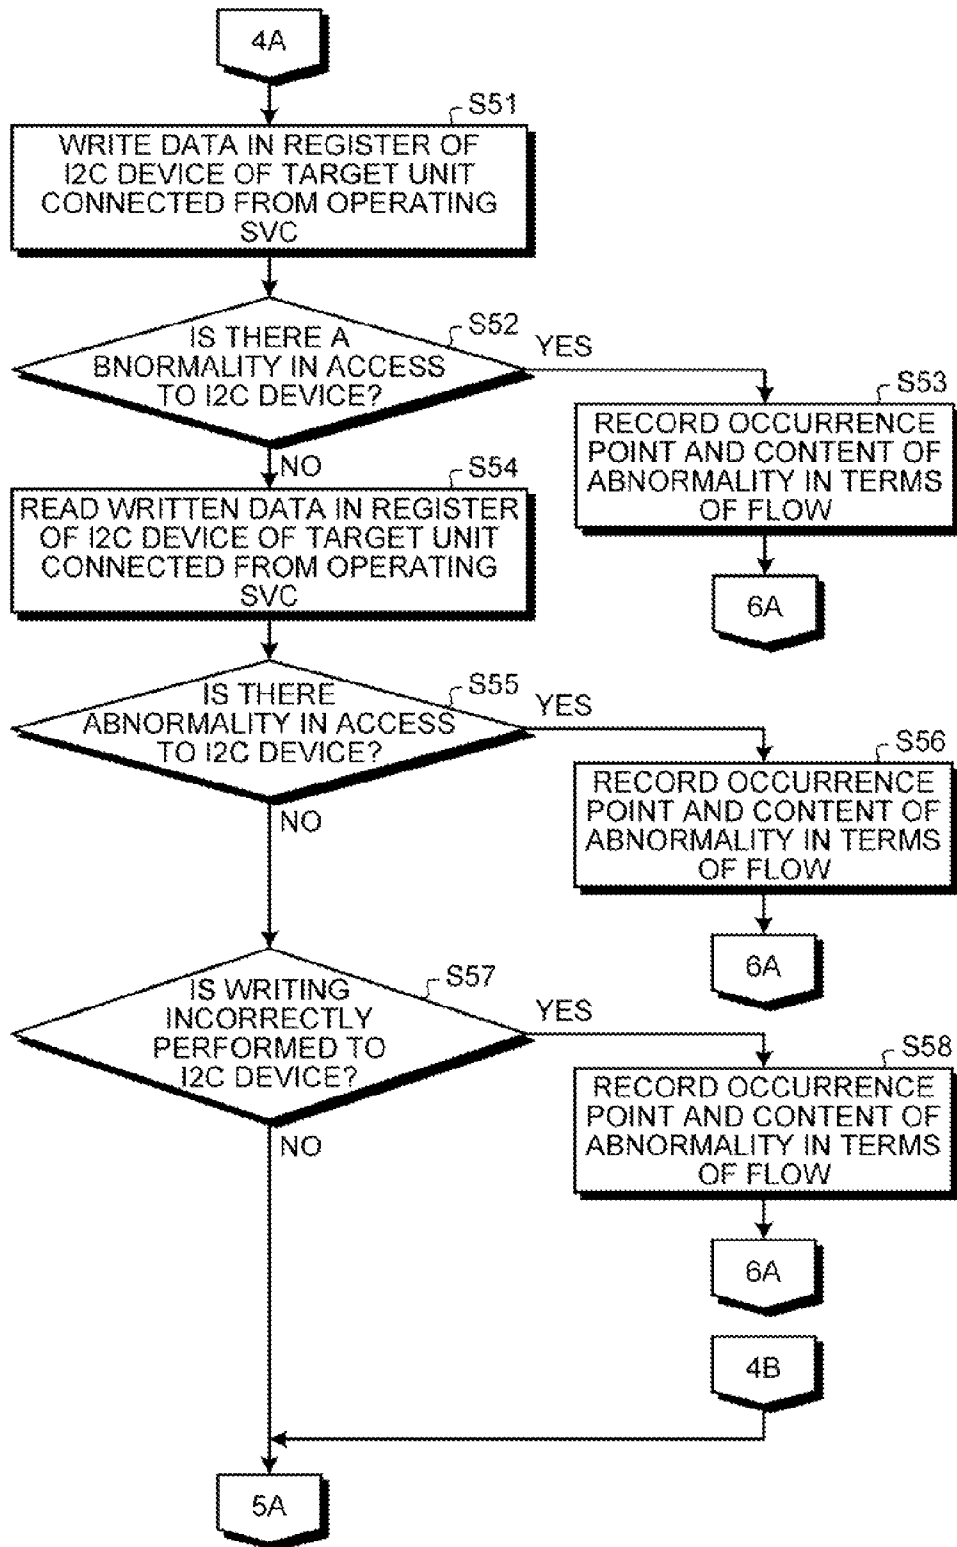 4A
S51
WRITE DATA IN REGISTER OF
I2C DEVICE OF TARGET UNIT
CONNECTED FROM OPERATING
SVC
S52
IS THERE A
BNORMALITY IN ACCESS
TO I2C DEVICE?
YES
NO
S53
RECORD OCCURRENCE
POINT AND CONTENT OF
ABNORMALITY IN TERMS
OF FLOW
6A
S54
READ WRITTEN DATA IN REGISTER
OF I2C DEVICE OF TARGET UNIT
CONNECTED FROM OPERATING
SVC
S55
IS THERE
ABNORMALITY IN ACCESS
TO I2C DEVICE?
YES
NO
S56
RECORD OCCURRENCE
POINT AND CONTENT OF
ABNORMALITY IN TERMS
OF FLOW
6A
S57
IS WRITING
INCORRECTLY
PERFORMED TO
I2C DEVICE?
YES
NO
S58
RECORD OCCURRENCE
POINT AND CONTENT OF
ABNORMALITY IN TERMS
OF FLOW
6A
4B
5A